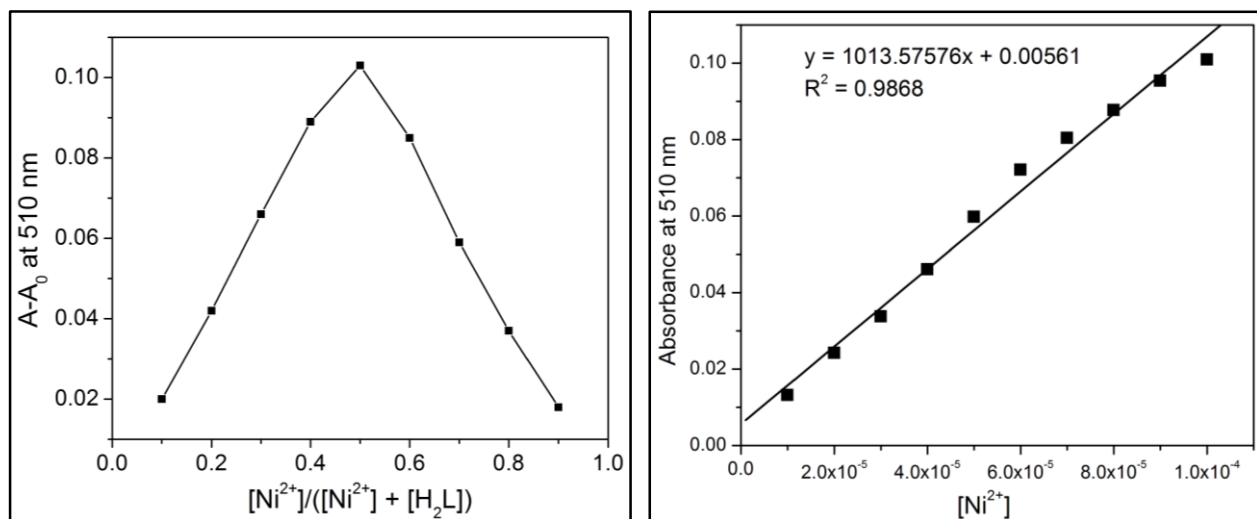 0.10
0.08
0.06
0.04
0.02
0.0
0.2
0.4
0.6
0.8
1.0
A-A₀ at 510 nm
[Ni²⁺]/([Ni²⁺] + [H₂L])
y = 1013.57576x + 0.00561
R² = 0.9868
0.10
0.08
0.06
0.04
0.02
0.00
0.0
2.0x10⁻⁵
4.0x10⁻⁵
6.0x10⁻⁵
8.0x10⁻⁵
1.0x10⁻⁴
Absorbance at 510 nm
[Ni²⁺]